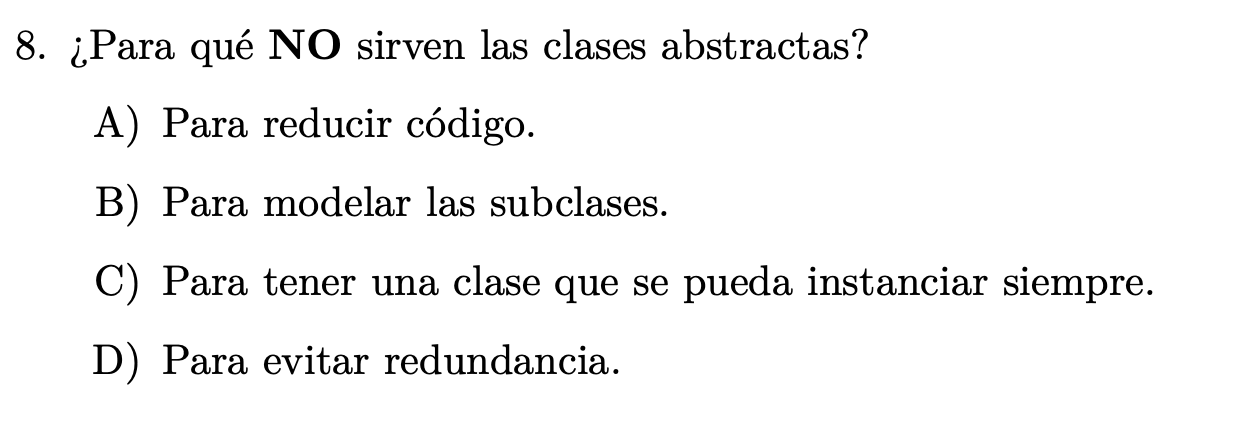 8. ¿Para qué NO sirven las clases abstractas?
A) Para reducir código.
B) Para modelar las subclases.
C) Para tener una clase que se pueda instanciar siempre.
D) Para evitar redundancia.